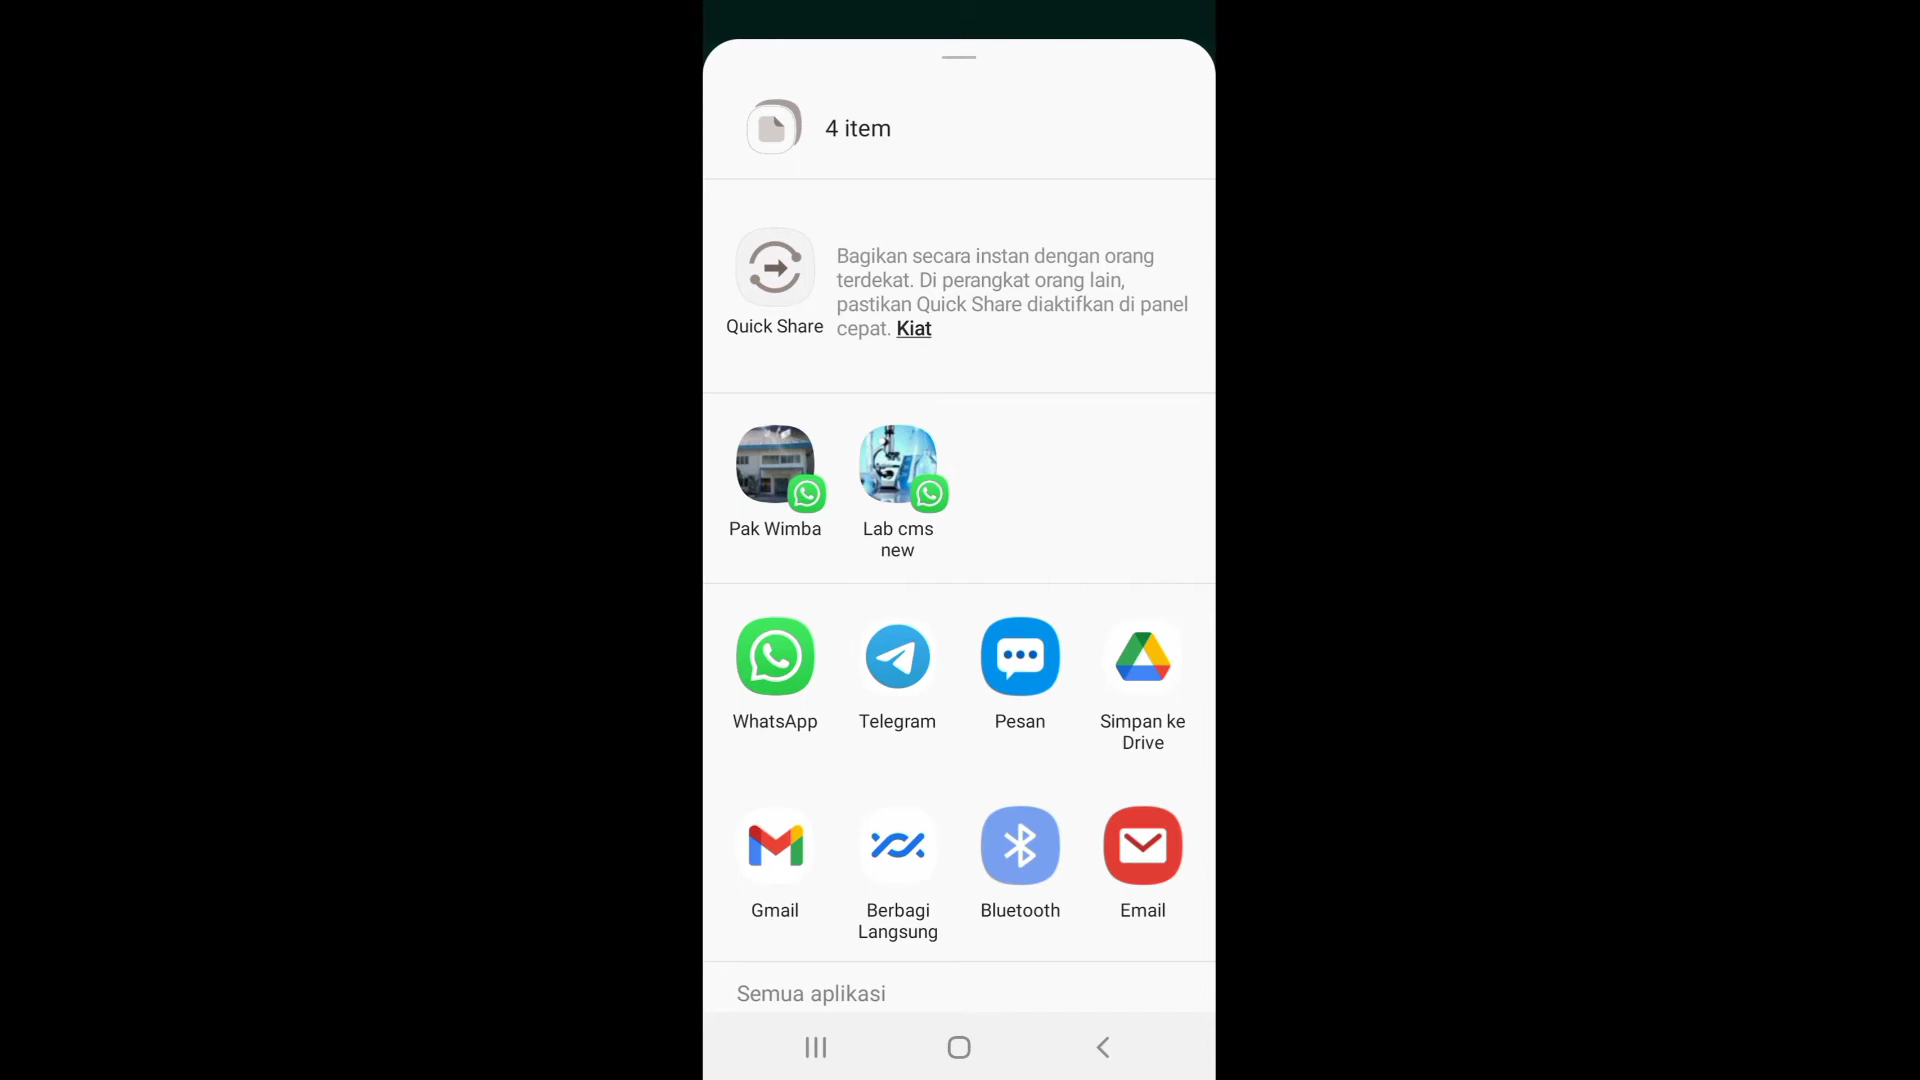 4 item
Bagikan secara instan dengan orang
terdekat. Di perangkat orang lain,
pastikan Quick Share diaktifkan di panel
cepat. Kiat
Quick Share
Pak Wimba
Lab cms
new
WhatsApp
Telegram
Pesan
Simpan ke
Drive
Gmail
Berbagi
Langsung
Bluetooth
Email
Semua aplikasi